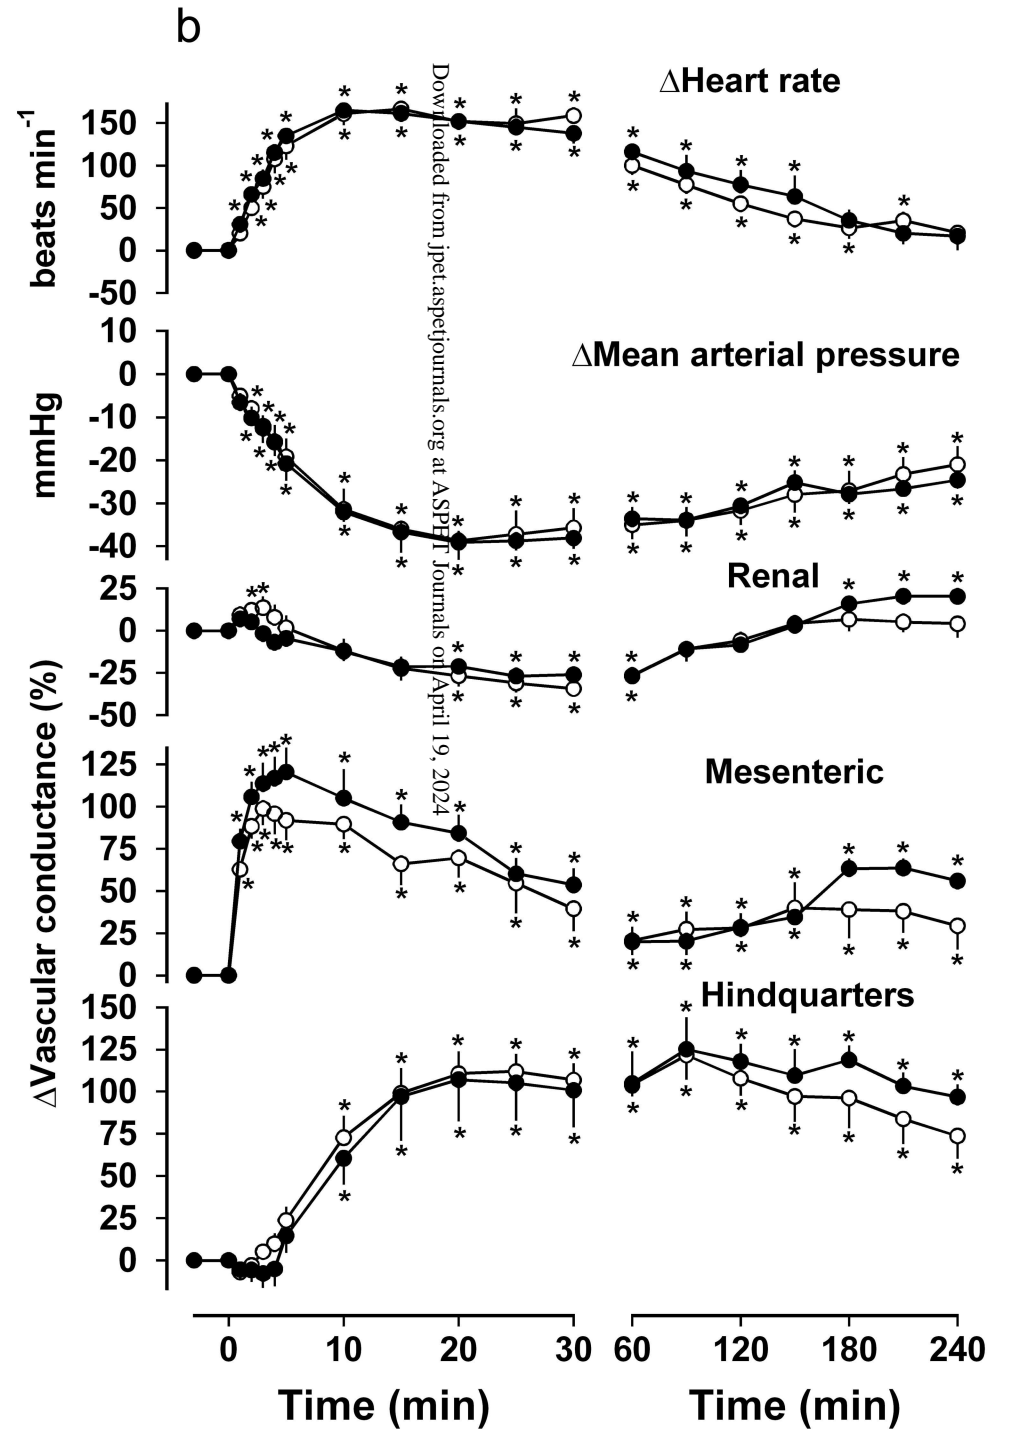 b
ΔHeart rate
beats min-1
150
100
50
0
-50
ΔMean arterial pressure
mmHg
10
0
-10
-20
-30
-40
Renal
ΔVascular conductance (%)
25
0
-25
-50
Mesenteric
125
100
75
50
25
0
Hindquarters
150
125
100
75
50
25
0
0 10 20 30 60 120 180 240
Time (min) Time (min)
Downloaded from jpet.aspetjournals.org at ASPET Journals on April 19, 2024